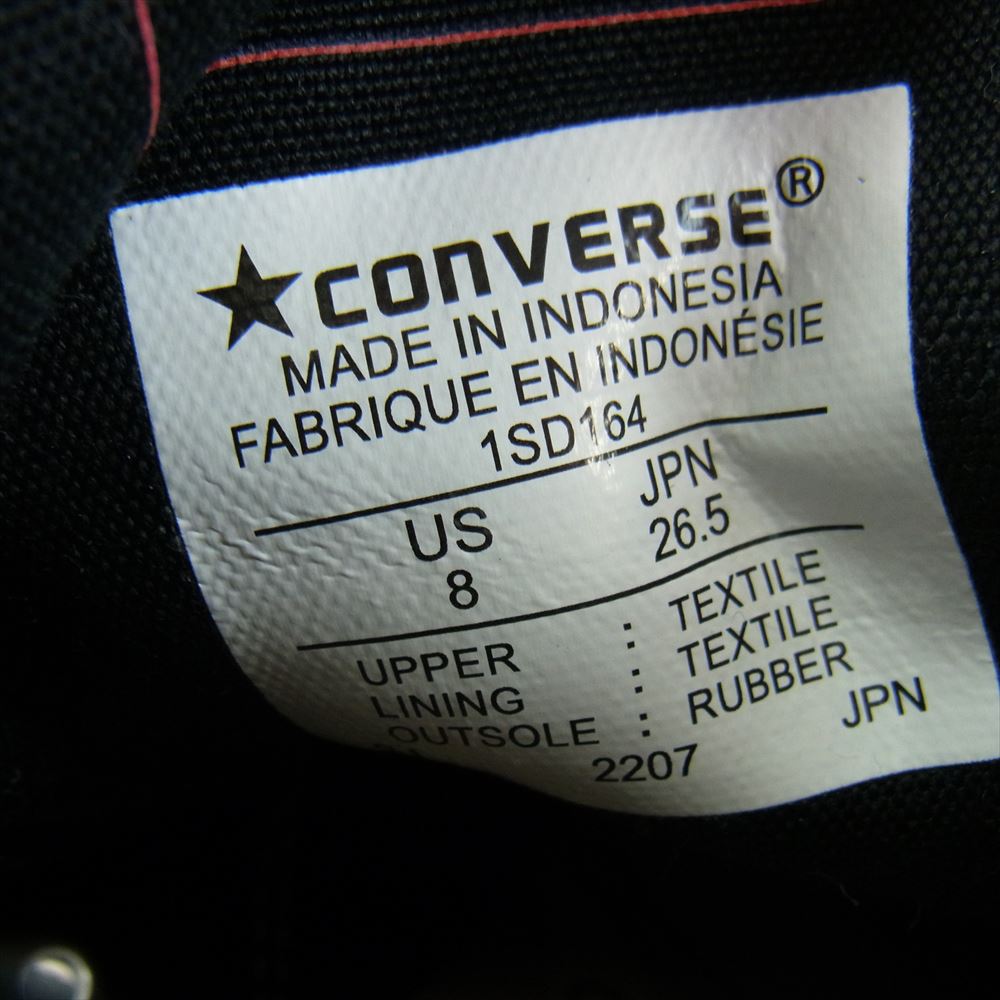 ★CONVERSE®
MADE IN INDONESIA
FABRIQUE EN INDONÉSIE
1SD164
US JPN
8 26.5
UPPER : TEXTILE
LINING : TEXTILE
OUTSOLE : RUBBER
2207 JPN